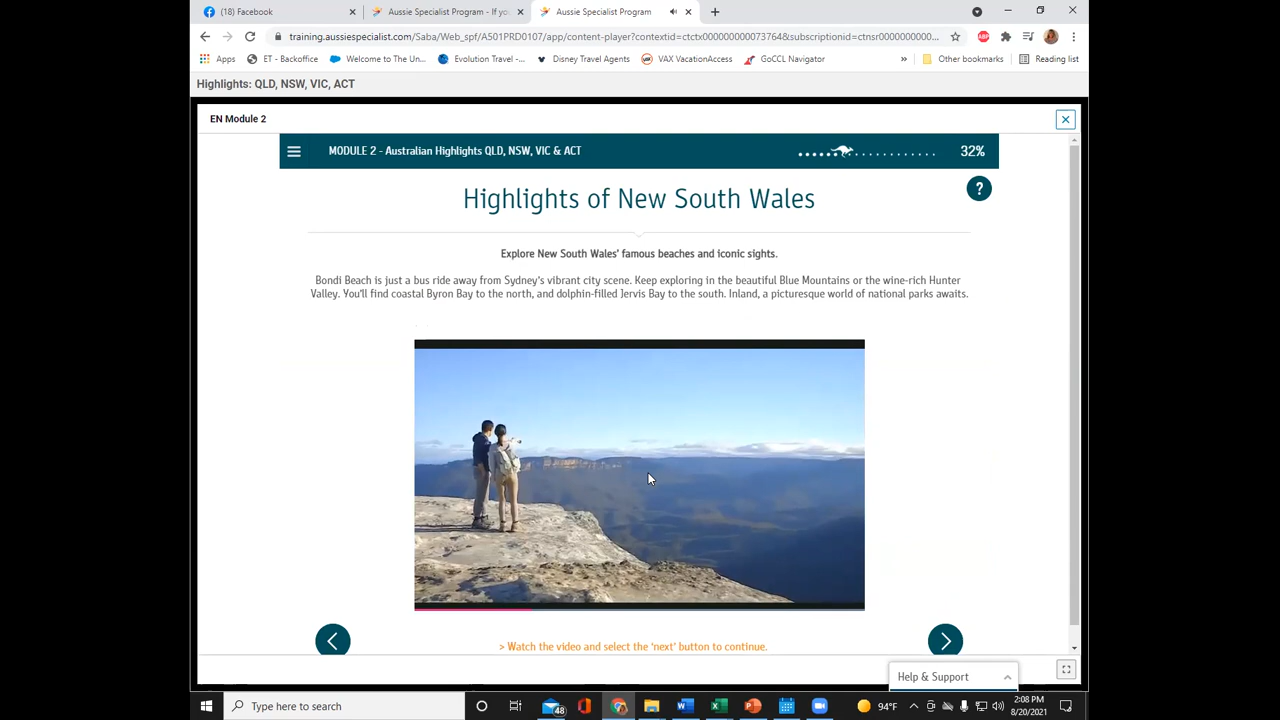 (18) Facebook
Aussie Specialist Program - If yo
Aussie Specialist Program
training.aussiespecialist.com/Saba/Web_spf/A501PRD0107/app/content-player?contextid=ctctx000000000073764&subscriptionid=ctnsr0000000000...
ABP
Apps
ET - Backoffice
Welcome to The Un...
Evolution Travel -...
Disney Travel Agents
VAX VacationAccess
GoCCL Navigator
»
Other bookmarks
Reading list
Highlights: QLD, NSW, VIC, ACT
EN Module 2
MODULE 2 - Australian Highlights QLD, NSW, VIC & ACT
32%
Highlights of New South Wales
?
Explore New South Wales' famous beaches and iconic sights.
Bondi Beach is just a bus ride away from Sydney's vibrant city scene. Keep exploring in the beautiful Blue Mountains or the wine-rich Hunter
Valley. You'll find coastal Byron Bay to the north, and dolphin-filled Jervis Bay to the south. Inland, a picturesque world of national parks awaits.
> Watch the video and select the 'next' button to continue.
Help & Support
Type here to search
48
94°F
2:08 PM
8/20/2021